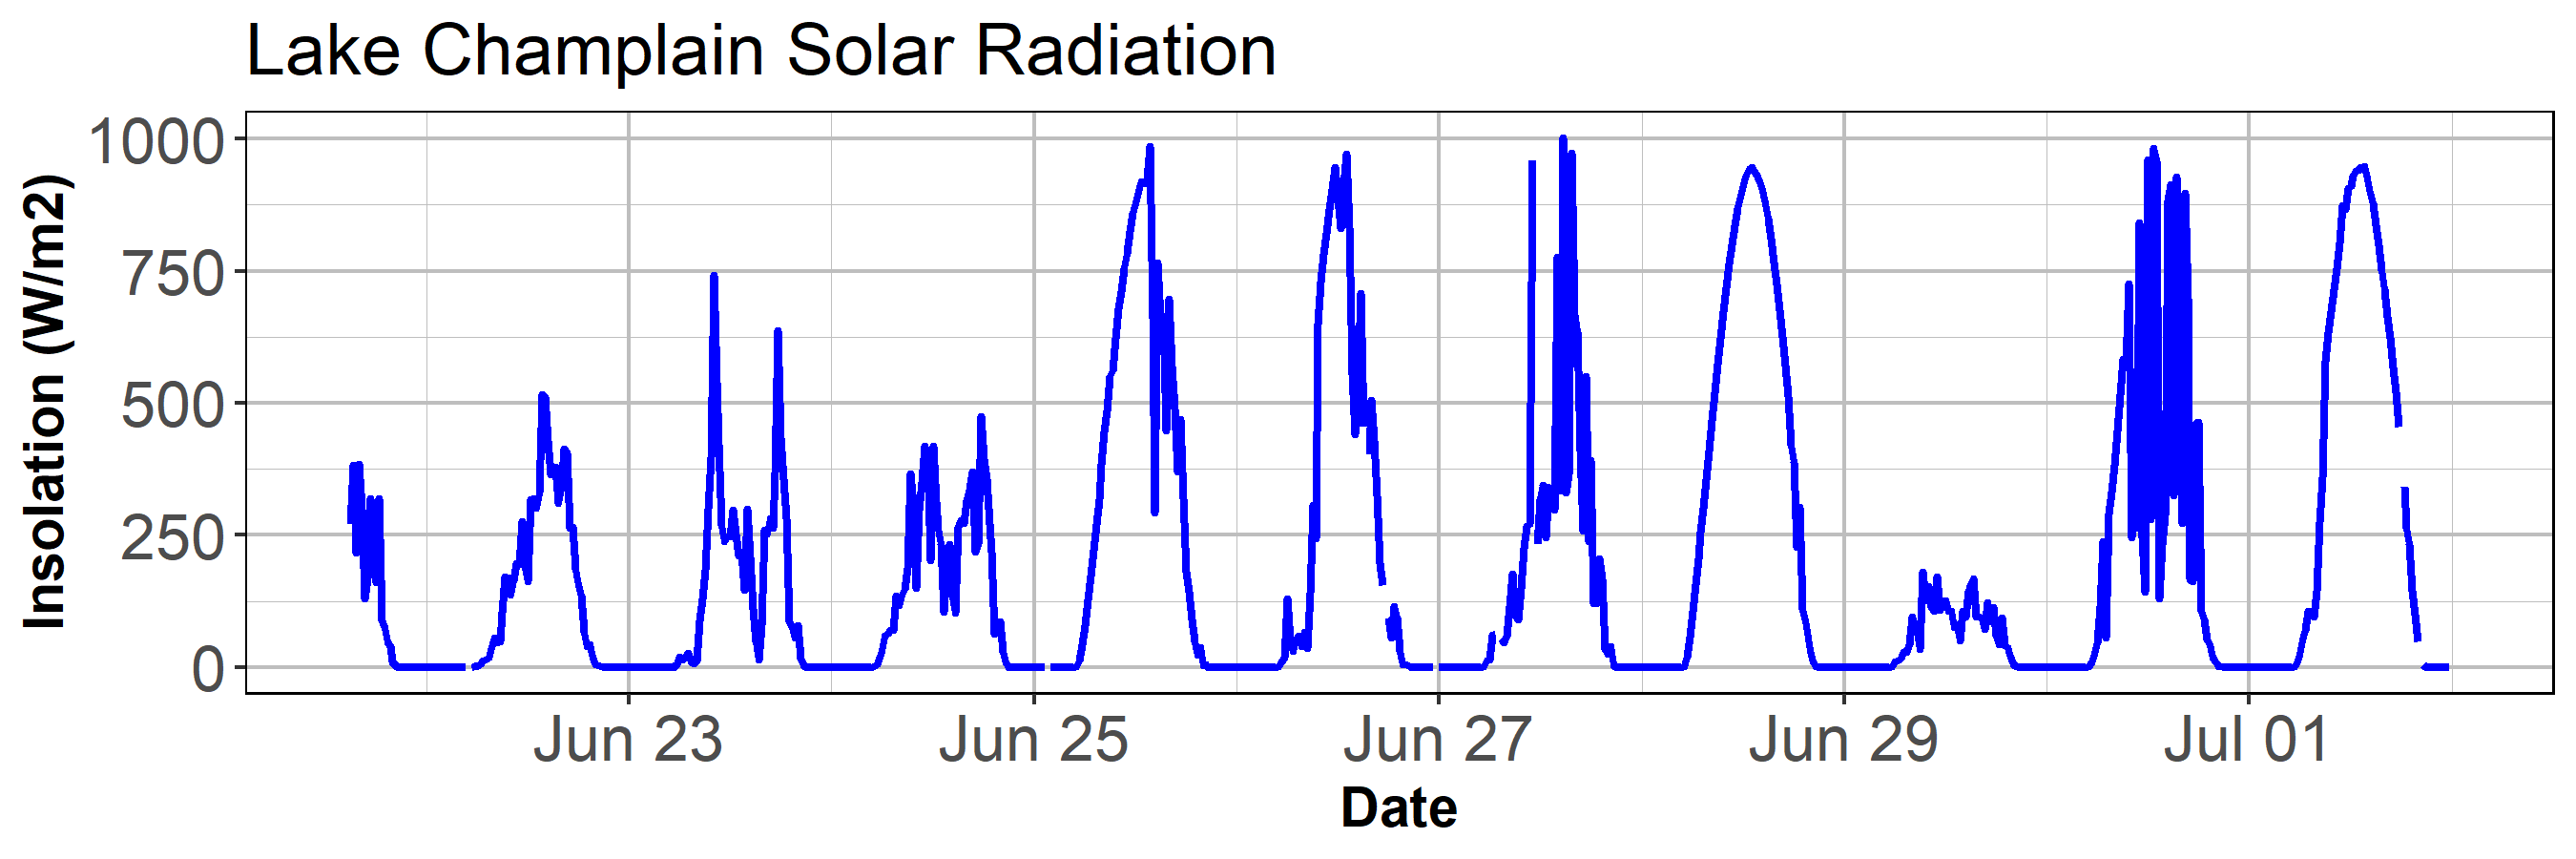 Lake Champlain Solar Radiation
Insolation (W/m2)
1000
750
500
250
0
Jun 23 Jun 25 Jun 27 Jun 29 Jul 01
Date